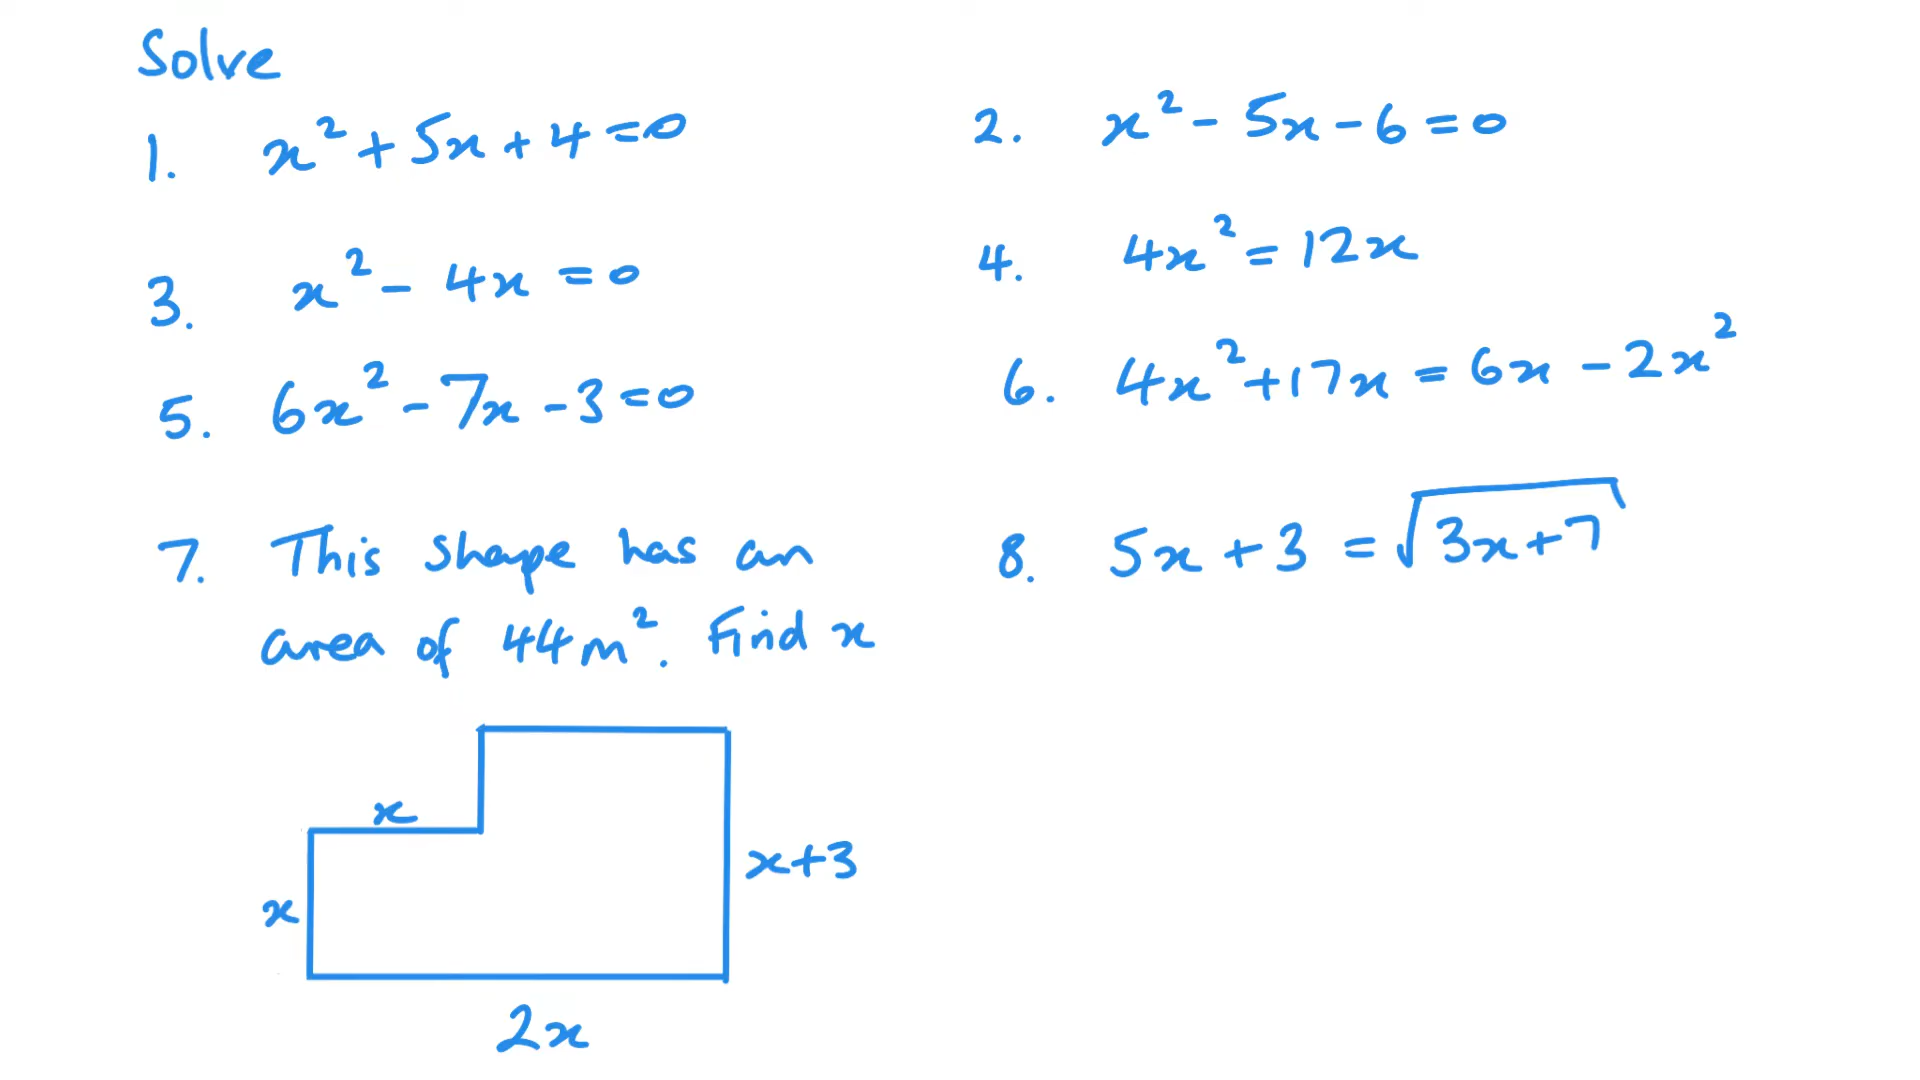 Solve
1. x² + 5x + 4 = 0
2. x² - 5x - 6 = 0
3. x² - 4x = 0
4. 4x² = 12x
5. 6x² - 7x - 3 = 0
6. 4x² + 17x = 6x - 2x²
7. This shape has an
area of 44m². Find x
x
x
x+3
2x
8. 5x + 3 = √(3x+7)